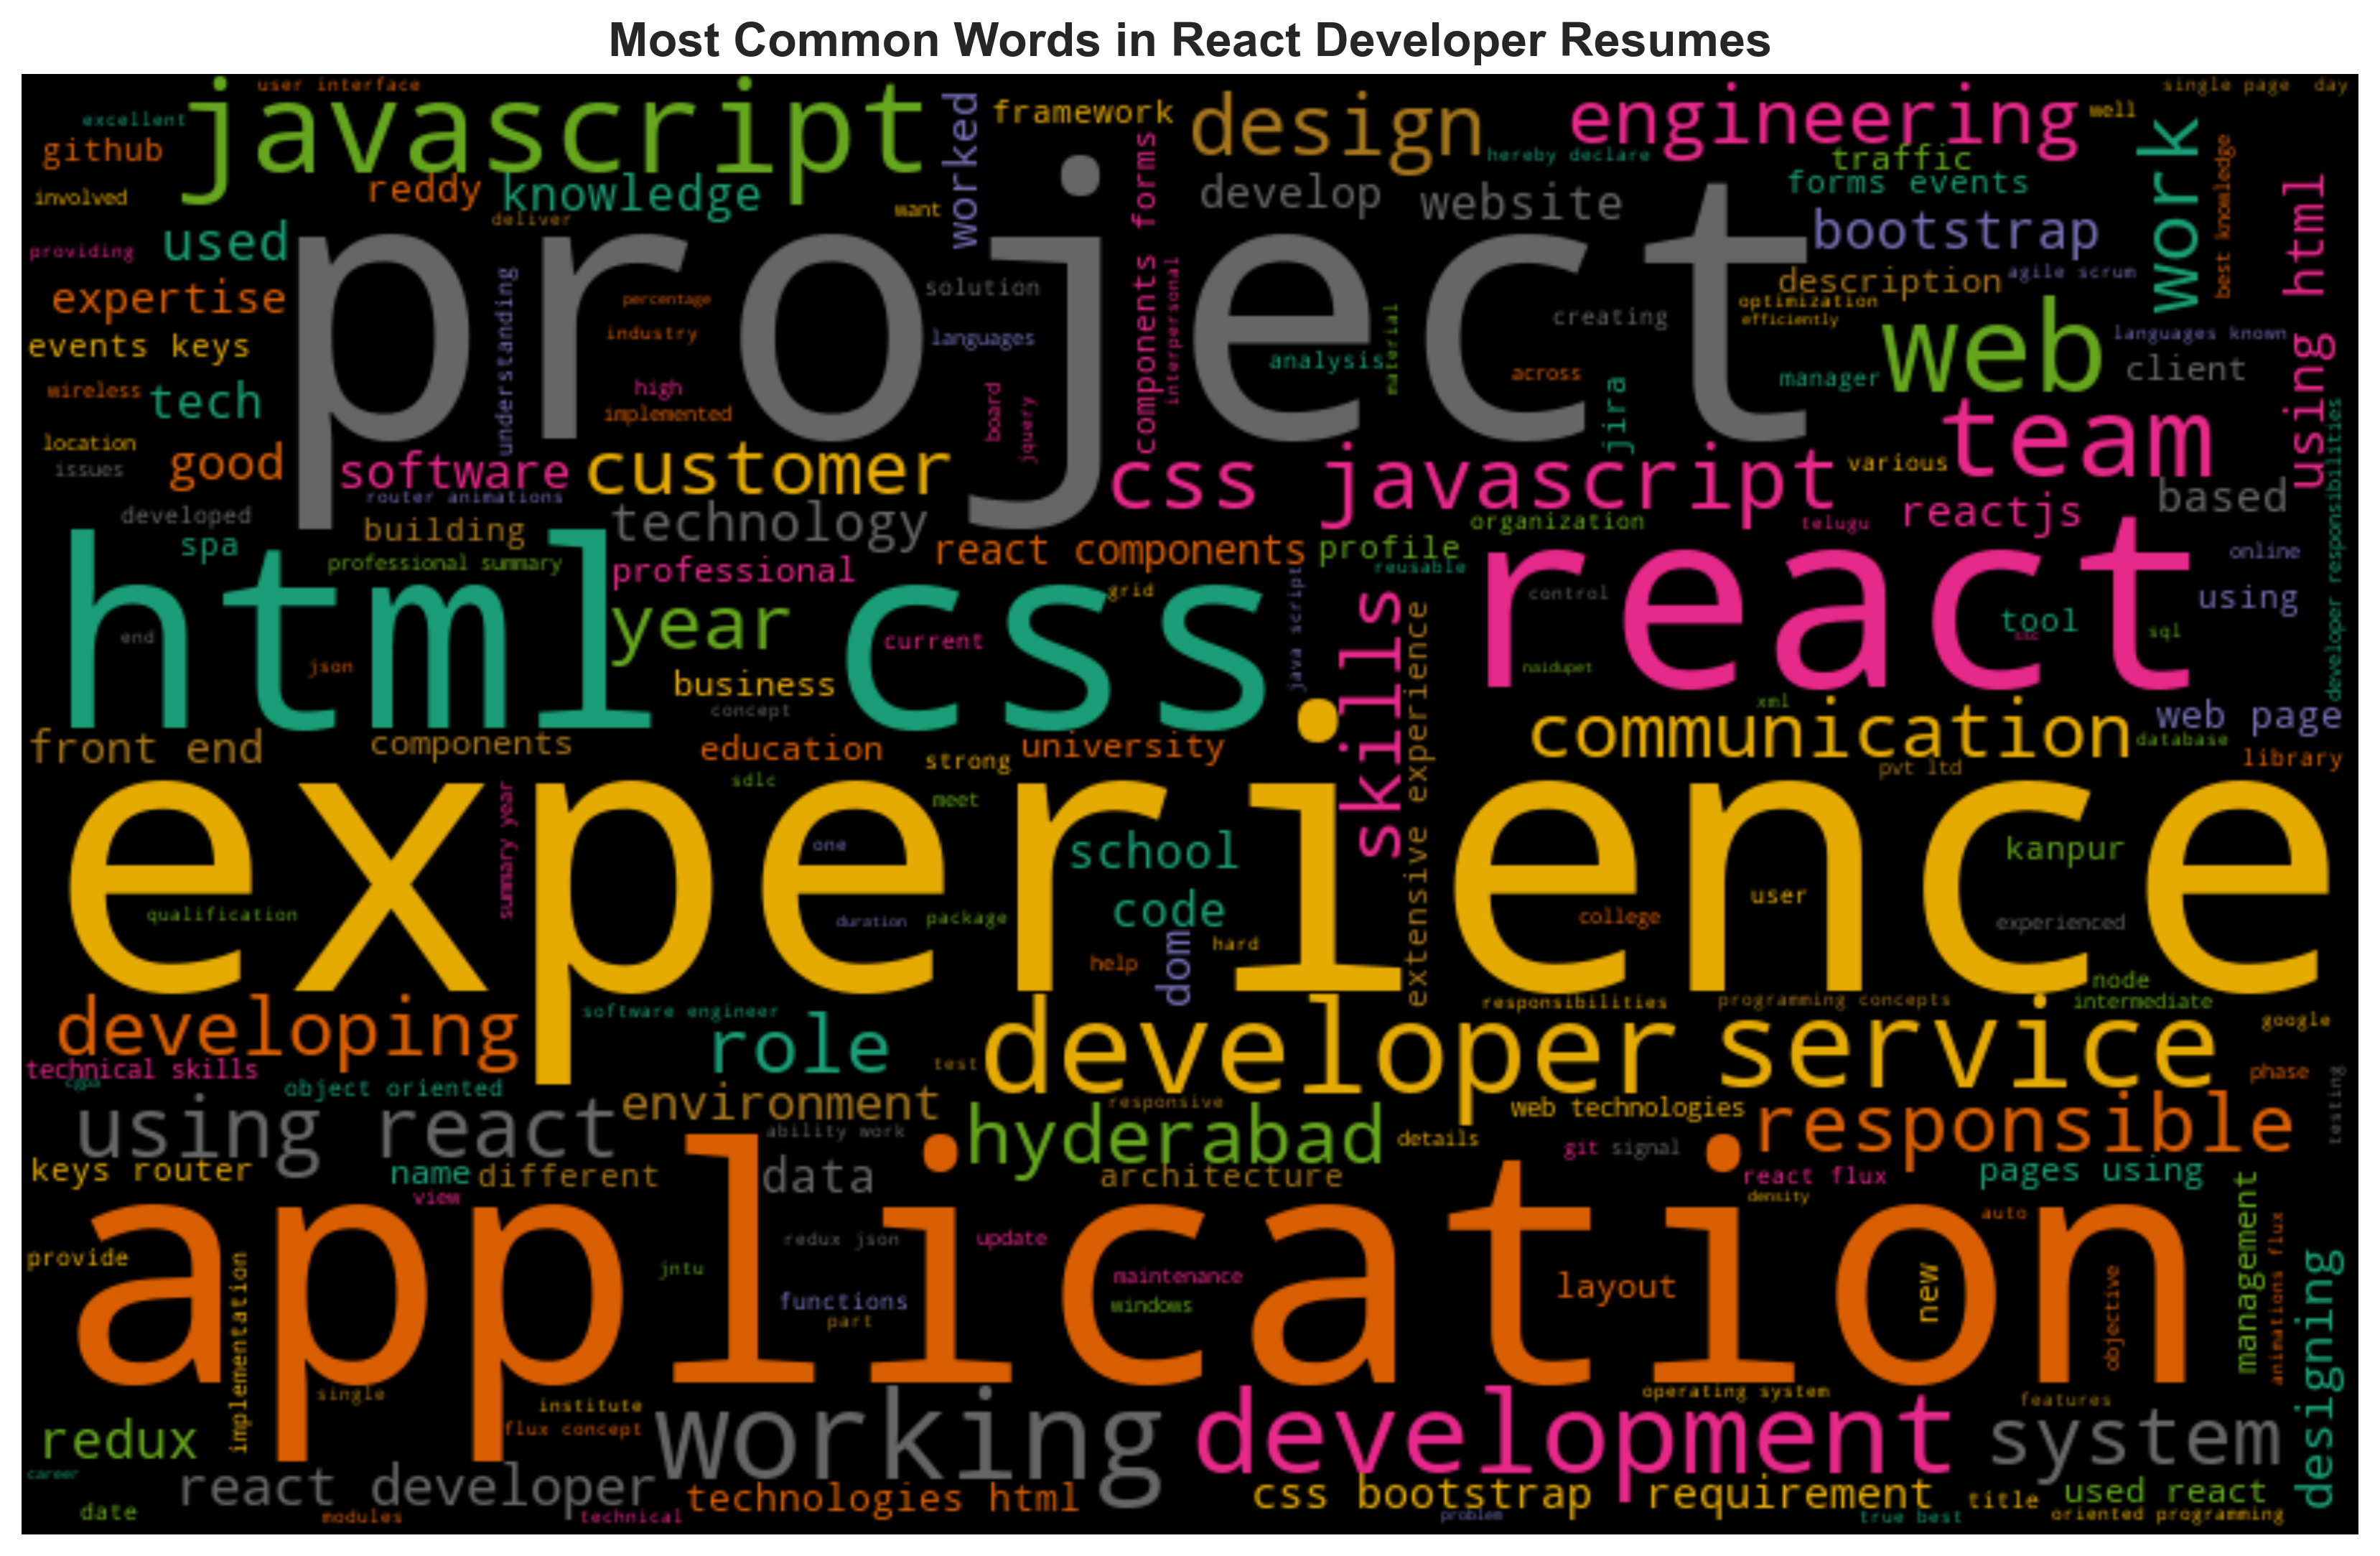 Most Common Words in React Developer Resumes
user interface
single page
day
excellent
javascript
worked
framework
design
engineering
well
github
hereby declare
traffic
work
best knowledge
involved
reddy
knowledge
want
components forms
develop
website
forms events
using html
deliver
providing
used
project
bootstrap
interpersonal
understanding
percentage
solution
description
agile scrum
expertise
optimization
efficiently
industry
languages
creating
material
web
languages known
events keys
analysis
across
manager
client
wireless
tech
high
implemented
board
jquery
jira
team
developer responsibilities
location
issues
good
software
customer
css javascript
various
router animations
developed
building
technology
organization
telugu
reactjs
based
spa
professional summary
react components
profile
reusable
online
professional
html css
year
grid
java script
react
control
using
tool
ssc
sql
end
json
current
skills
extensive experience
naidupet
business
concept
xml
communication
web page
database
front end
components
education
strong
university
pvt ltd
library
sdlc
meet
summary year
experience
one
school
kanpur
user
qualification
duration
package
code
college
experienced
dom
hard
help
node
intermediate
developing
software engineer
responsibilities
programming concepts
google
role
test
developer
service
technical skills
cgpa
object oriented
phase
testing
using react
environment
responsive
web technologies
responsible
ability work
hyderabad
details
git
signal
keys router
name
different
data
architecture
react flux
pages using
view
density
application
auto
management
animations flux
provide
implementation
redux json
update
jntu
maintenance
layout
new
objective
designing
functions
windows
part
single
institute
flux concept
operating system
features
redux
working
development
system
career
react developer
technologies html
css bootstrap
requirement
title
used react
date
modules
technical
problem
true best
oriented programming